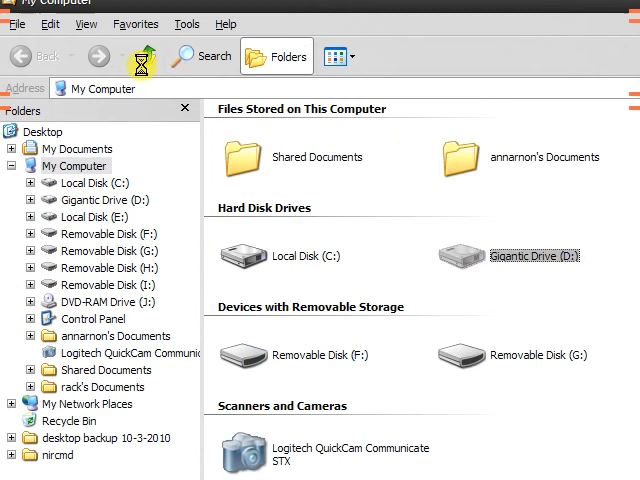 My Computer
File Edit View Favorites Tools Help
Back Search Folders
Address My Computer
Folders
Desktop
My Documents
My Computer
Local Disk (C:)
Gigantic Drive (D:)
Local Disk (E:)
Removable Disk (F:)
Removable Disk (G:)
Removable Disk (H:)
Removable Disk (I:)
DVD-RAM Drive (J:)
Control Panel
annarnon's Documents
Logitech QuickCam Communic
Shared Documents
rack's Documents
My Network Places
Recycle Bin
desktop backup 10-3-2010
nircmd
Files Stored on This Computer
Shared Documents annarnon's Documents
Hard Disk Drives
Local Disk (C:) Gigantic Drive (D:)
Devices with Removable Storage
Removable Disk (F:) Removable Disk (G:)
Scanners and Cameras
Logitech QuickCam Communicate
STX